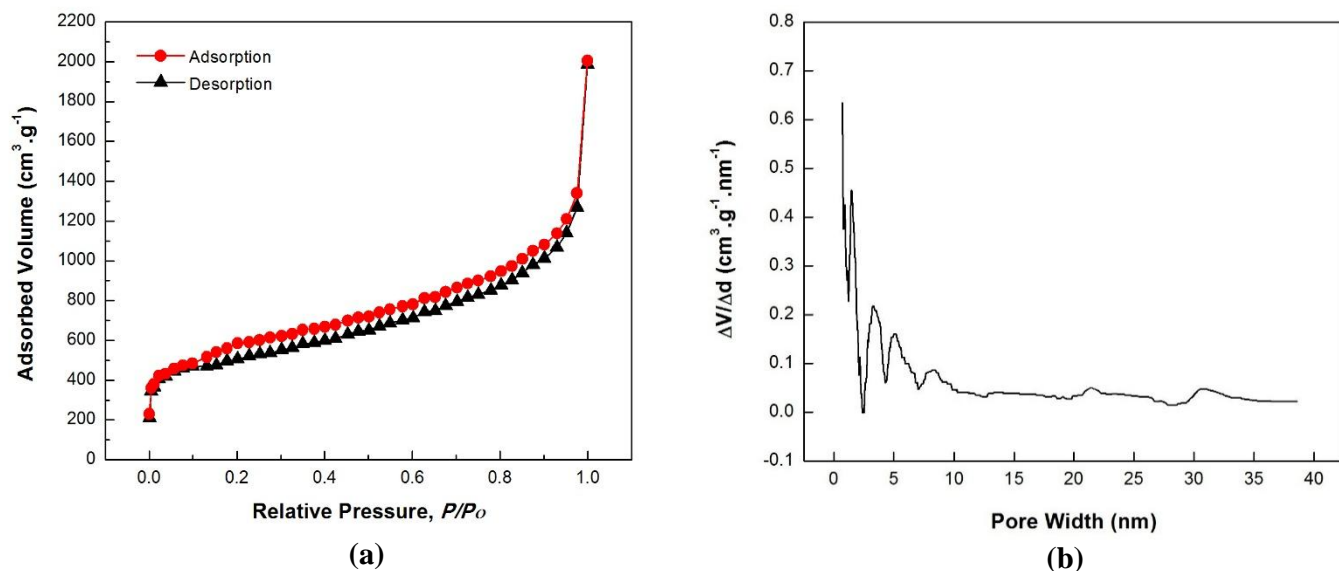 2200
2000
1800
1600
1400
1200
1000
800
600
400
200
0
Adsorbed Volume (cm³.g⁻¹)
Adsorption
Desorption
0.0 0.2 0.4 0.6 0.8 1.0
Relative Pressure, P/Po
(a)
0.8
0.7
0.6
0.5
0.4
0.3
0.2
0.1
0.0
-0.1
ΔV/Δd (cm³.g⁻¹.nm⁻¹)
0 5 10 15 20 25 30 35 40
Pore Width (nm)
(b)